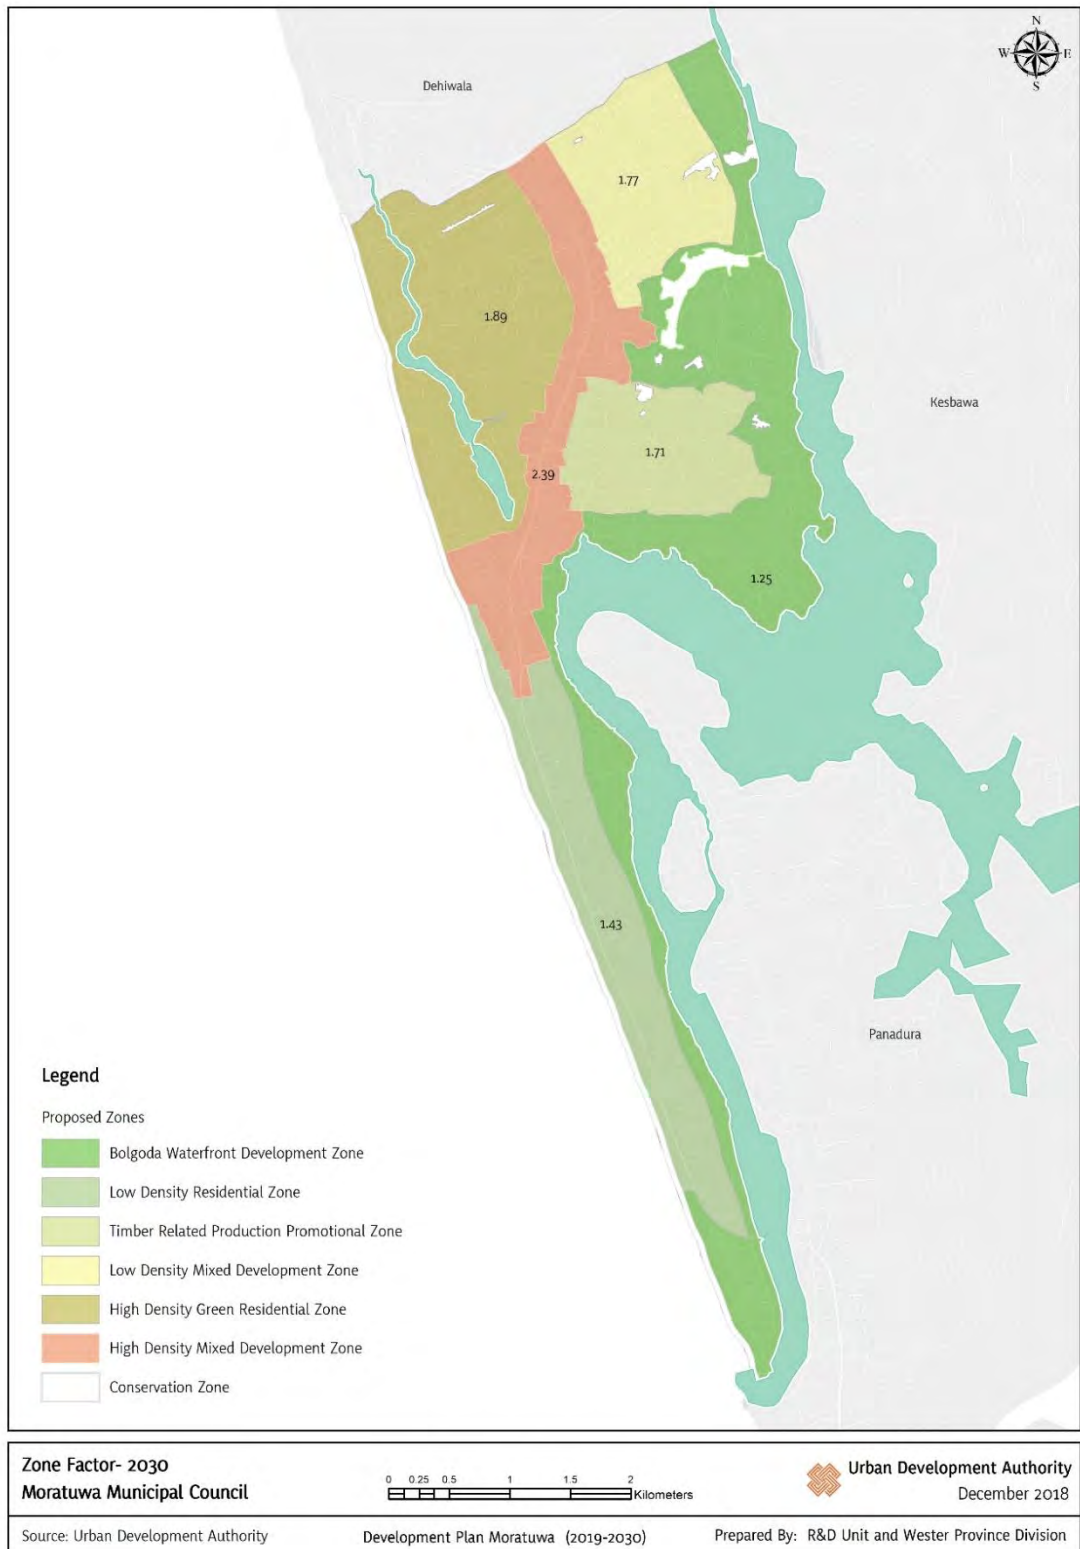 N
W E
S
Dehiwala
1.77
1.89
Kesbawa
1.71
2.39
1.25
1.43
Panadura
Legend
Proposed Zones
Bolgoda Waterfront Development Zone
Low Density Residential Zone
Timber Related Production Promotional Zone
Low Density Mixed Development Zone
High Density Green Residential Zone
High Density Mixed Development Zone
Conservation Zone
Zone Factor- 2030
Moratuwa Municipal Council
0 0.25 0.5 1 1.5 2
Kilometers
Urban Development Authority
December 2018
Source: Urban Development Authority
Development Plan Moratuwa (2019-2030)
Prepared By: R&D Unit and Wester Province Division